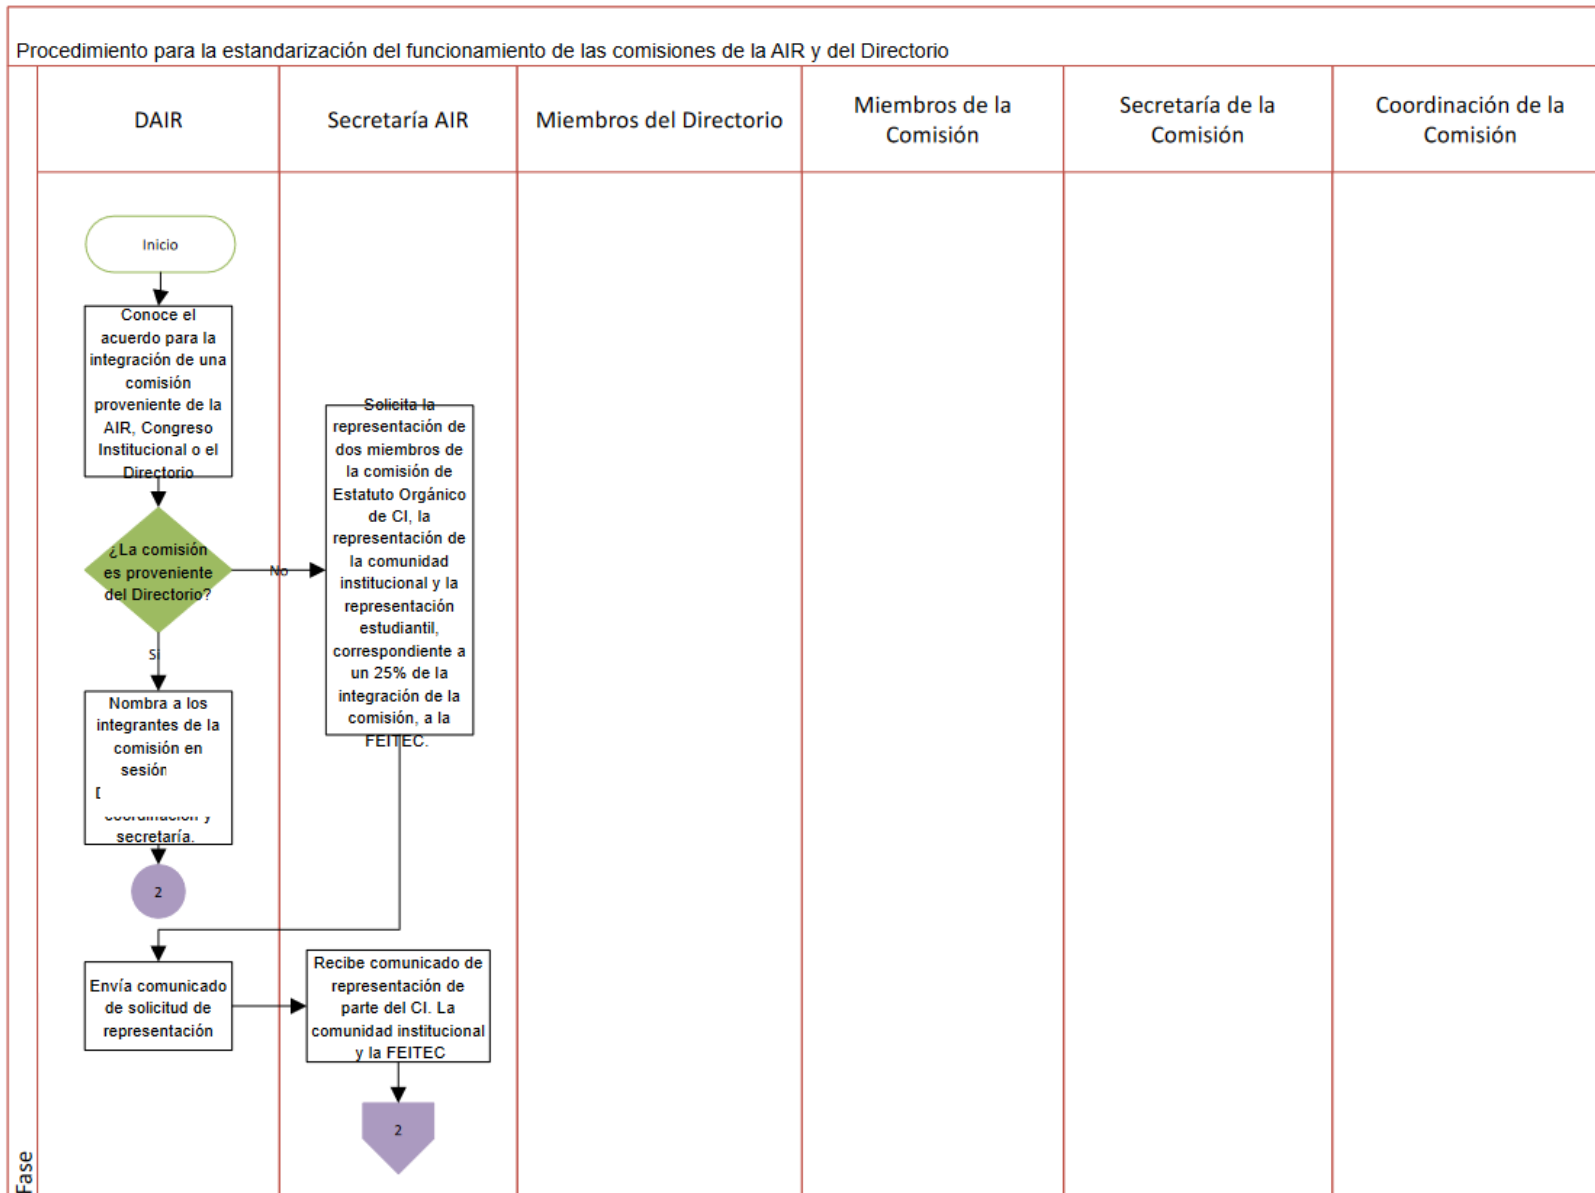 Procedimiento para la estandarización del funcionamiento de las comisiones de la AIR y del Directorio
DAIR
Secretaría AIR
Miembros del Directorio
Miembros de la
Comisión
Secretaría de la
Comisión
Coordinación de la
Comisión
Inicio
Conoce el
acuerdo para la
integración de una
comisión
proveniente de la
AIR, Congreso
Institucional o el
Directorio
¿La comisión
es proveniente
del Directorio?
No
Solicita la
representación de
dos miembros de
la comisión de
Estatuto Orgánico
de CI, la
representación de
la comunidad
institucional y la
representación
estudiantil,
correspondiente a
un 25% de la
integración de la
comisión, a la
FEITEC.
Si
Nombra a los
integrantes de la
comisión en
sesión
coordinación y
secretaría.
2
Envía comunicado
de solicitud de
representación
Recibe comunicado de
representación de
parte del CI. La
comunidad institucional
y la FEITEC
2
Fase